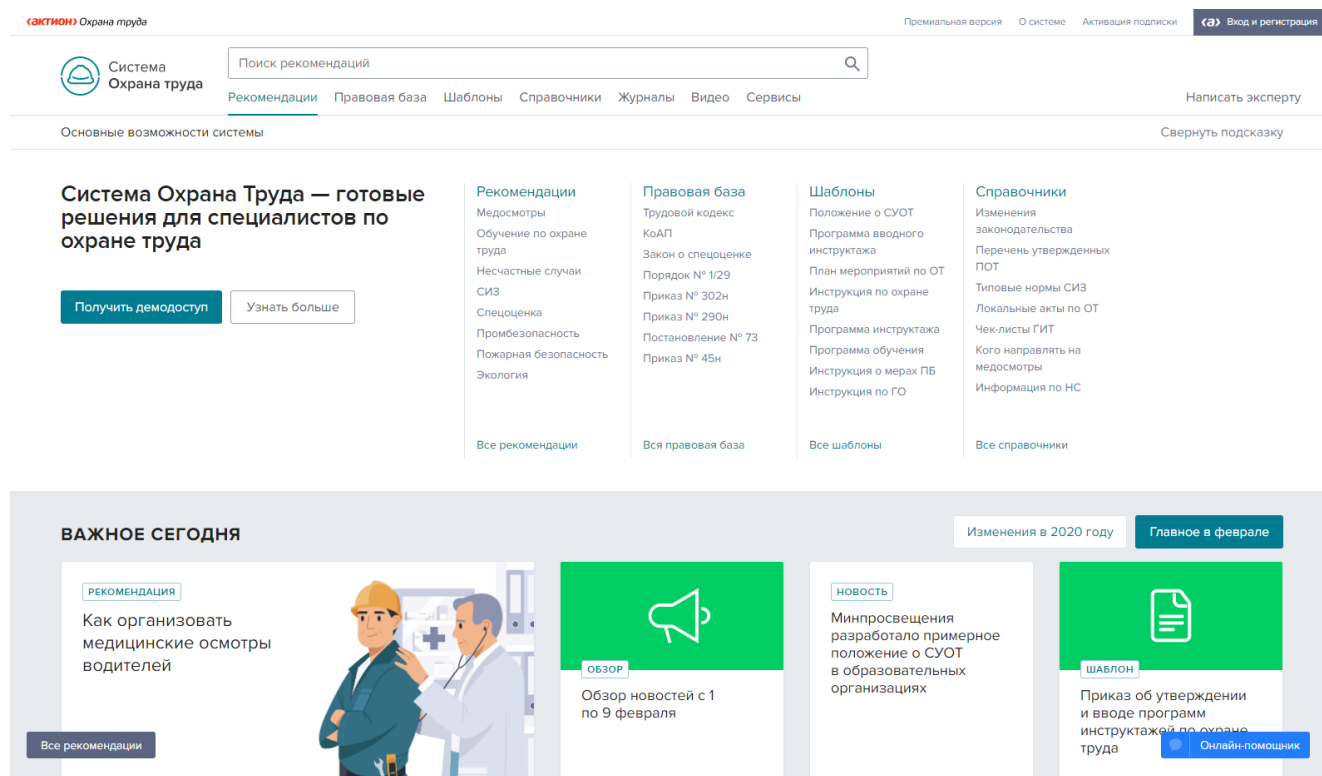 ‹актион› Охрана труда
Премиальная версия О системе Активация подписки ‹а› Вход и регистрация
Система
Охрана труда
Поиск рекомендаций
Рекомендации Правовая база Шаблоны Справочники Журналы Видео Сервисы
Написать эксперту
Основные возможности системы
Свернуть подсказку
Система Охрана Труда — готовые
решения для специалистов по
охране труда
Получить демодоступ
Узнать больше
Рекомендации
Медосмотры
Обучение по охране
труда
Несчастные случаи
СИЗ
Спецоценка
Промбезопасность
Пожарная безопасность
Экология
Все рекомендации
Правовая база
Трудовой кодекс
КоАП
Закон о спецоценке
Порядок № 1/29
Приказ № 302н
Приказ № 290н
Постановление № 73
Приказ № 45н
Вся правовая база
Шаблоны
Положение о СУОТ
Программа вводного
инструктажа
План мероприятий по ОТ
Инструкция по охране
труда
Программа инструктажа
Программа обучения
Инструкция о мерах ПБ
Инструкция по ГО
Все шаблоны
Справочники
Изменения
законодательства
Перечень утвержденных
ПОТ
Типовые нормы СИЗ
Локальные акты по ОТ
Чек-листы ГИТ
Кого направлять на
медосмотры
Информация по НС
Все справочники
ВАЖНОЕ СЕГОДНЯ
Изменения в 2020 году
Главное в феврале
РЕКОМЕНДАЦИЯ
Как организовать
медицинские осмотры
водителей
ОБЗОР
Обзор новостей с 1
по 9 февраля
НОВОСТЬ
Минпросвещения
разработало примерное
положение о СУОТ
в образовательных
организациях
ШАБЛОН
Приказ об утверждении
и вводе программ
инструктажей по охране
труда
Все рекомендации
Онлайн-помощник